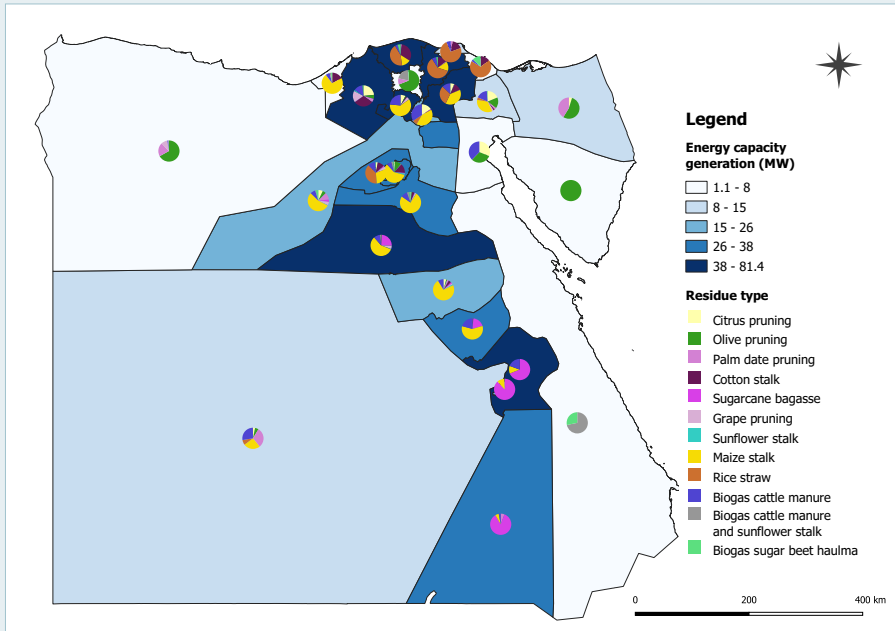 Legend
Energy capacity
generation (MW)
1.1 - 8
8 - 15
15 - 26
26 - 38
38 - 81.4
Residue type
Citrus pruning
Olive pruning
Palm date pruning
Cotton stalk
Sugarcane bagasse
Grape pruning
Sunflower stalk
Maize stalk
Rice straw
Biogas cattle manure
Biogas cattle manure
and sunflower stalk
Biogas sugar beet haulma
0 200 400 km